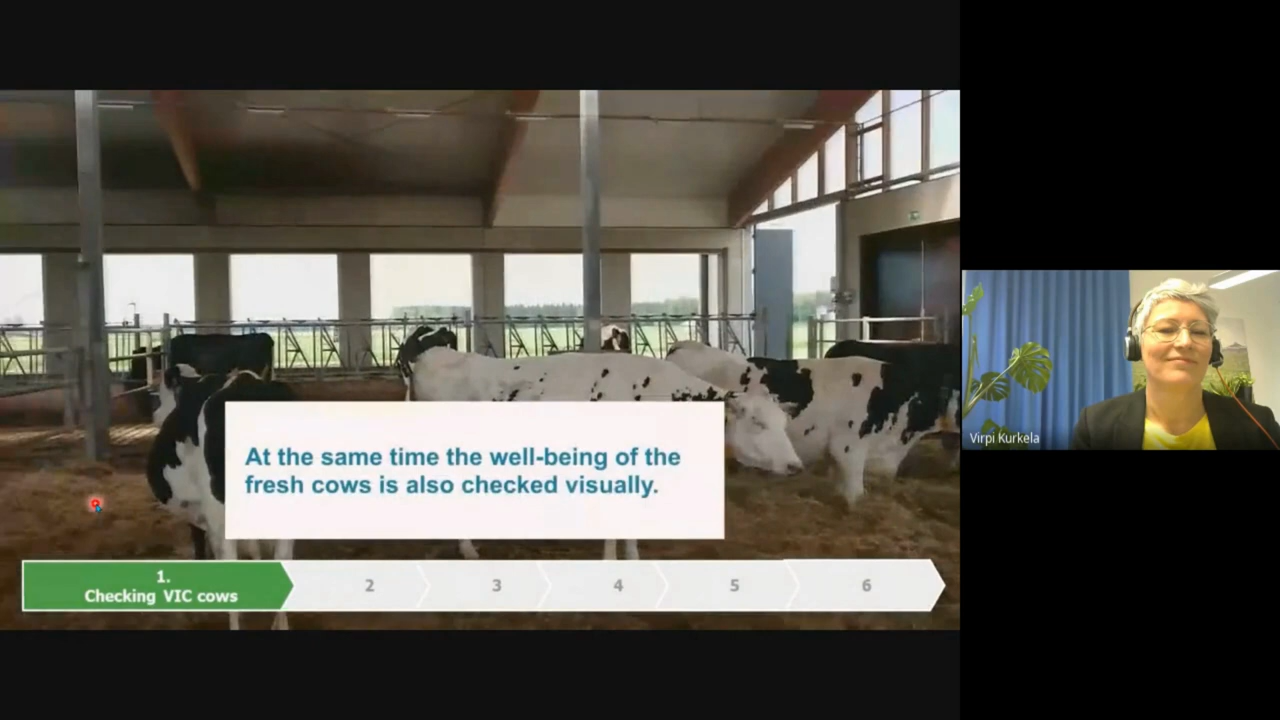 At the same time the well-being of the
fresh cows is also checked visually.
1.
Checking VIC cows
2
3
4
5
6
Virpi Kurkela